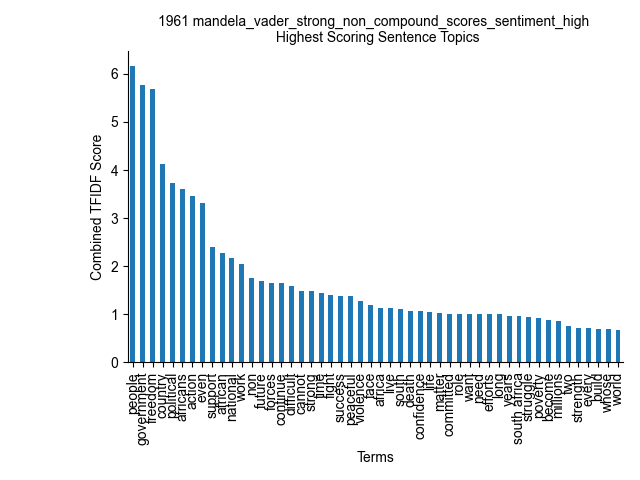 1961 mandela_vader_strong_non_compound_scores_sentiment_high
Highest Scoring Sentence Topics
Combined TFIDF Score
6
5
4
3
2
1
0
people
government
freedom
country
political
africans
action
even
support
african
national
work
non
future
forces
continue
difficult
cannot
strong
time
fight
success
peaceful
violence
face
africa
live
south
death
confidence
life
matter
committed
role
want
need
efforts
long
years
south africa
struggle
poverty
become
millions
two
strength
every
build
whose
world
Terms